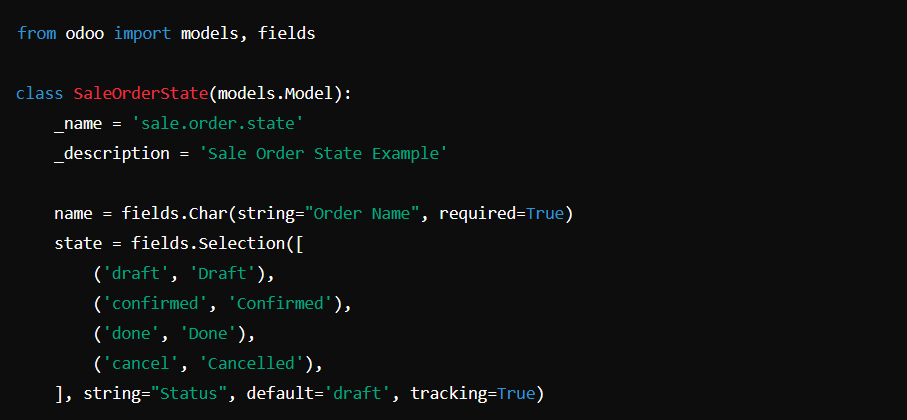 from odoo import models, fields
class SaleOrderState(models.Model):
    _name = 'sale.order.state'
    _description = 'Sale Order State Example'
    name = fields.Char(string="Order Name", required=True)
    state = fields.Selection([
        ('draft', 'Draft'),
        ('confirmed', 'Confirmed'),
        ('done', 'Done'),
        ('cancel', 'Cancelled'),
    ], string="Status", default='draft', tracking=True)